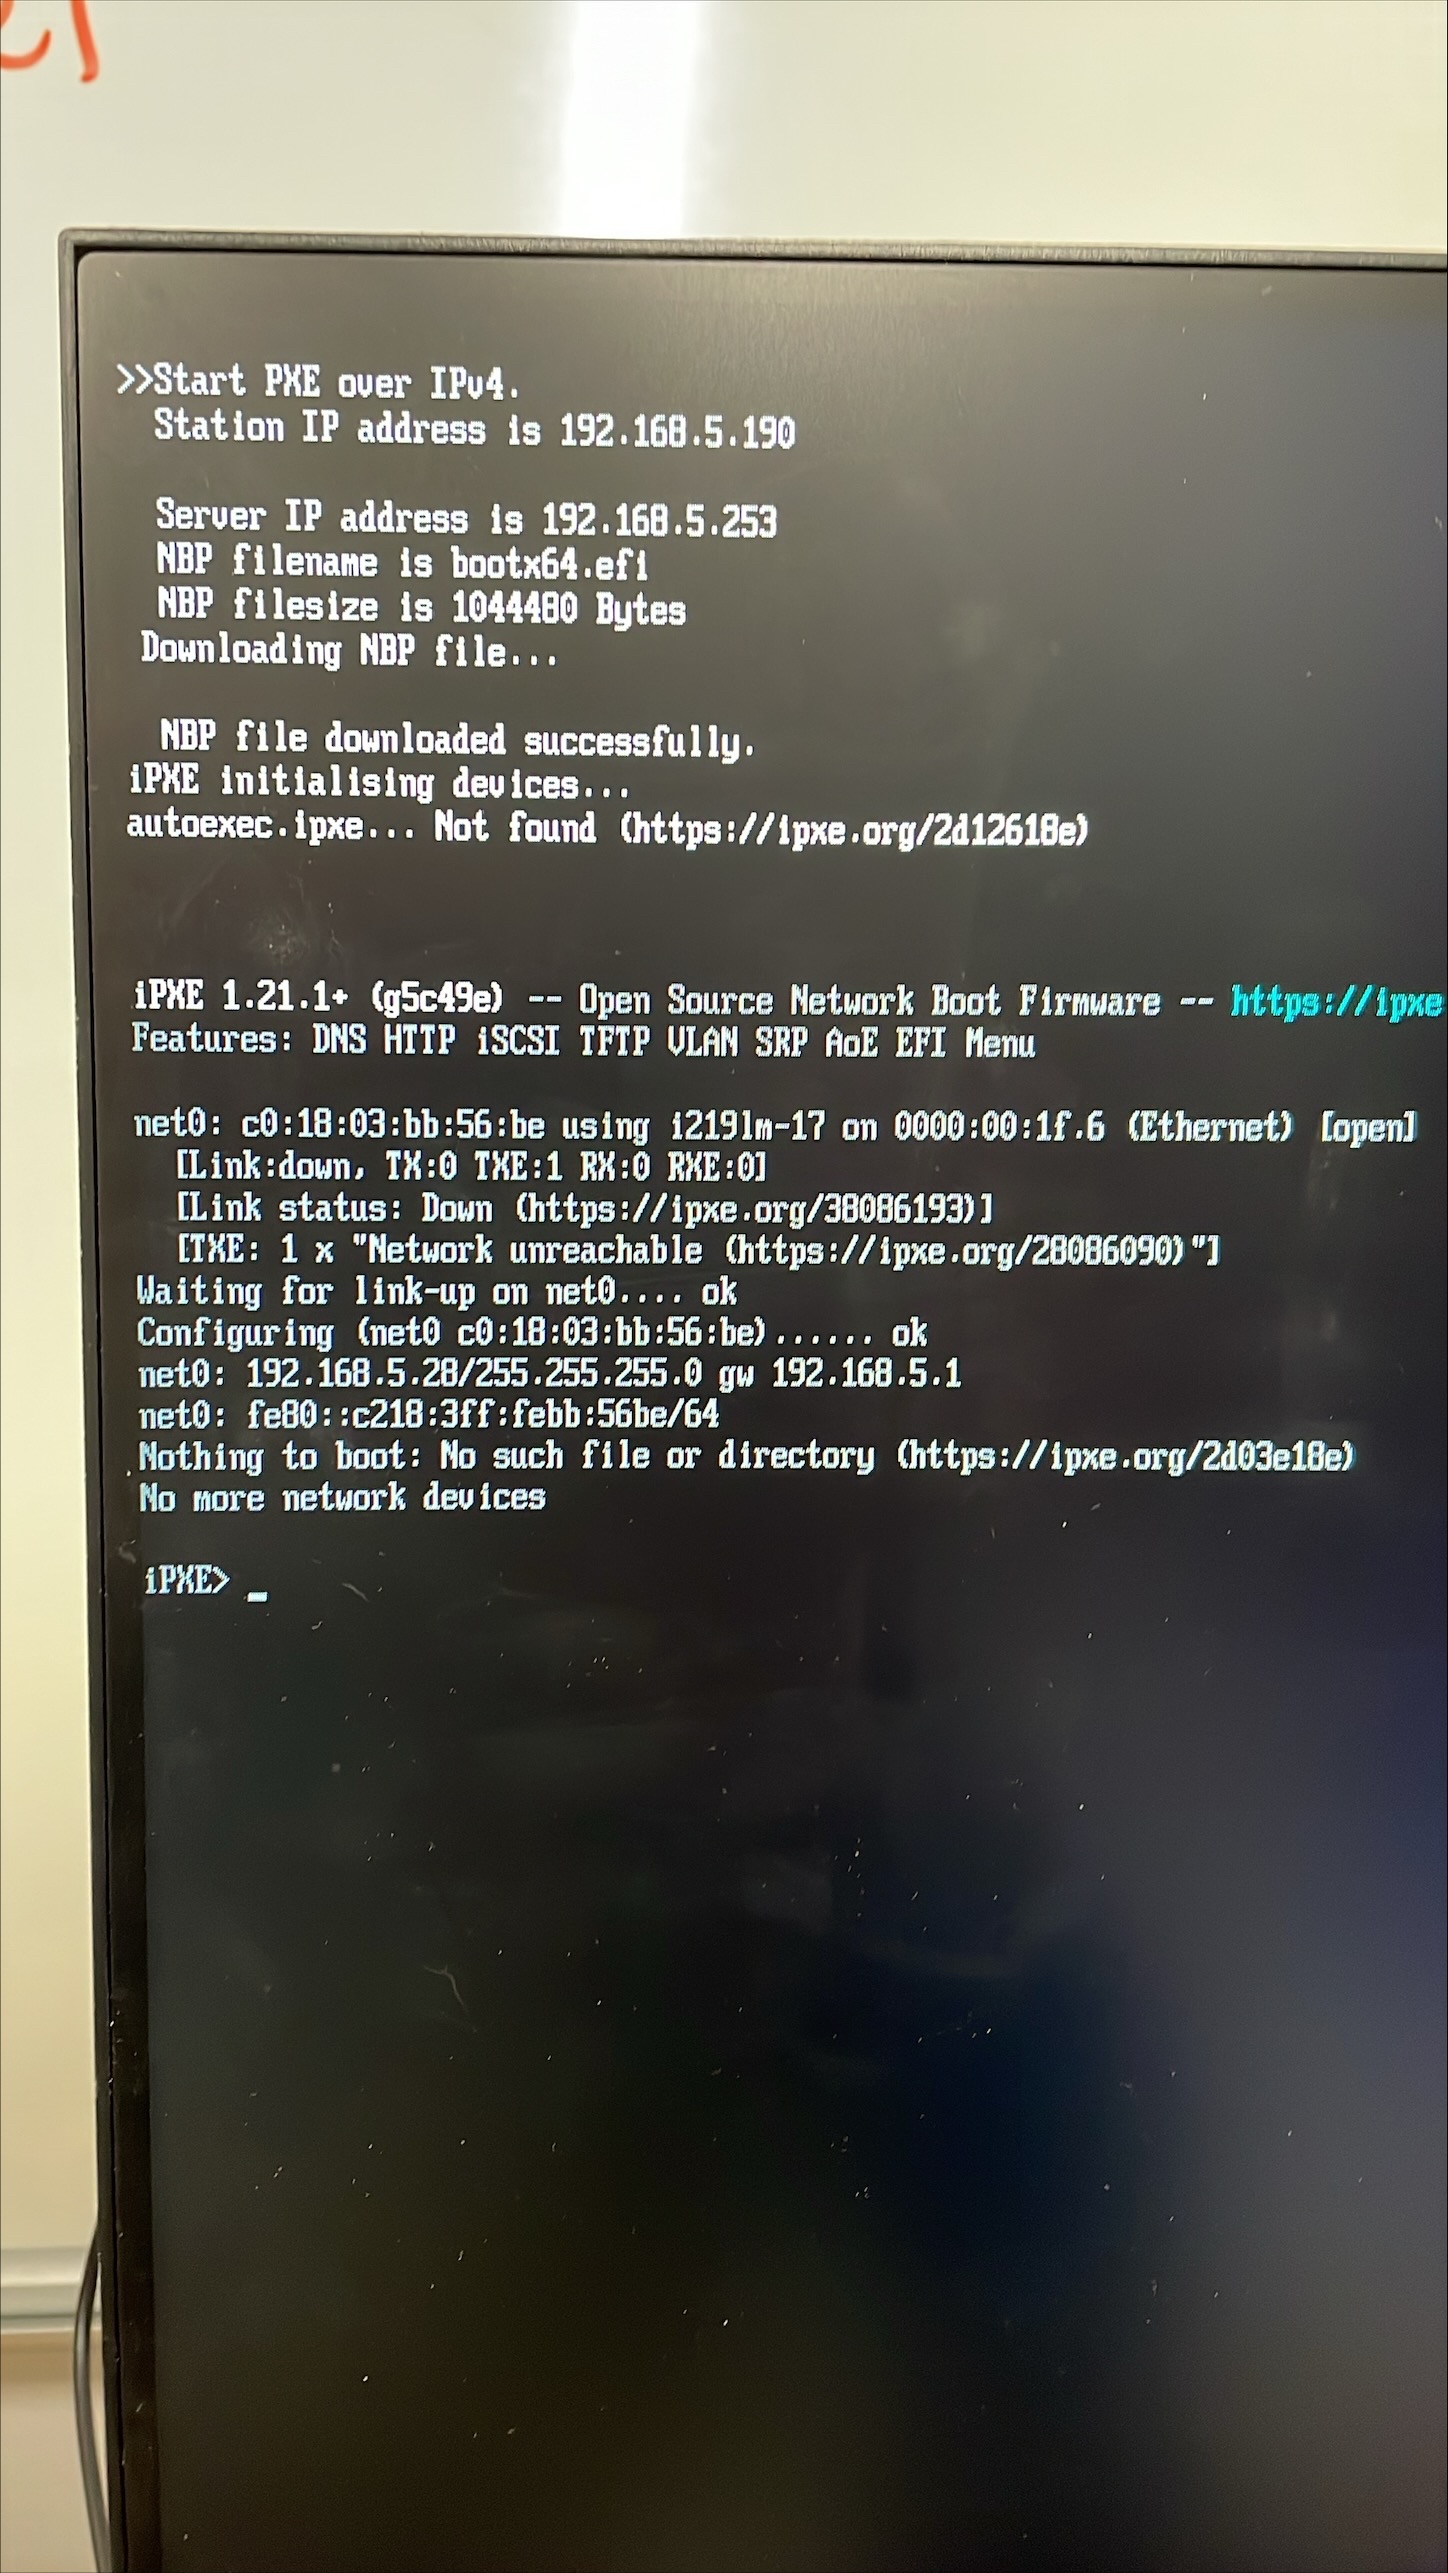 >>Start PXE over IPv4.
Station IP address is 192.168.5.190
Server IP address is 192.168.5.253
NBP filename is bootx64.efi
NBP filesize is 1044480 Bytes
Downloading NBP file...
NBP file downloaded successfully.
iPXE initialising devices...
autoexec.ipxe... Not found (https://ipxe.org/2d12618e)
iPXE 1.21.1+ (g5c49e) -- Open Source Network Boot Firmware -- https://ipxe
Features: DNS HTTP iSCSI TFTP VLAN SRP AoE EFI Menu
net0: c0:18:03:bb:56:be using i219lm-17 on 0000:00:1f.6 (Ethernet) [open]
[Link:down, TX:0 TXE:1 RX:0 RXE:0]
[Link status: Down (https://ipxe.org/38086193)]
[TXE: 1 x "Network unreachable (https://ipxe.org/28086090)"]
Waiting for link-up on net0.... ok
Configuring (net0 c0:18:03:bb:56:be)...... ok
net0: 192.168.5.28/255.255.255.0 gw 192.168.5.1
net0: fe80::c218:3ff:febb:56be/64
Nothing to boot: No such file or directory (https://ipxe.org/2d03e18e)
No more network devices
iPXE> _